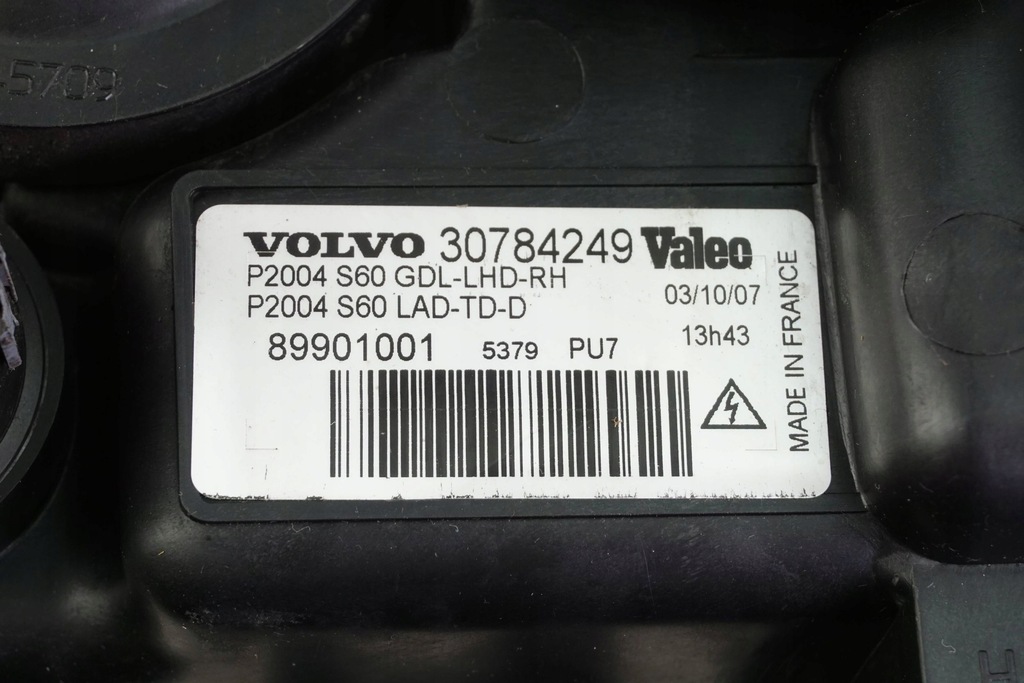 -5709
VOLVO 30784249 Valeo
P2004 S60 GDL-LHD-RH
P2004 S60 LAD-TD-D
03/10/07
89901001 5379 PU7 13h43
MADE IN FRANCE